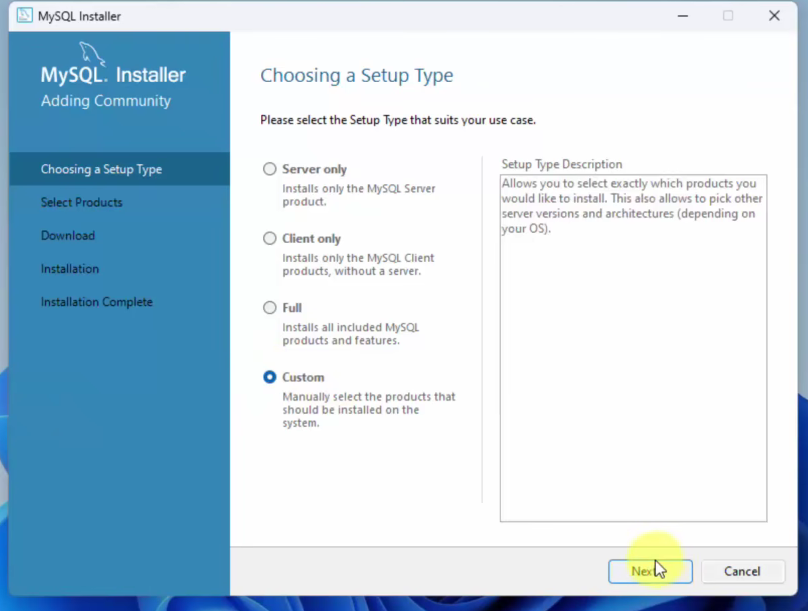 MySQL Installer
MySQL. Installer
Adding Community
Choosing a Setup Type
Select Products
Download
Installation
Installation Complete
Choosing a Setup Type
Please select the Setup Type that suits your use case.
Server only
Installs only the MySQL Server
product.
Client only
Installs only the MySQL Client
products, without a server.
Full
Installs all included MySQL
products and features.
Custom
Manually select the products that
should be installed on the
system.
Setup Type Description
Allows you to select exactly which products you
would like to install. This also allows to pick other
server versions and architectures (depending on
your OS).
Next
Cancel